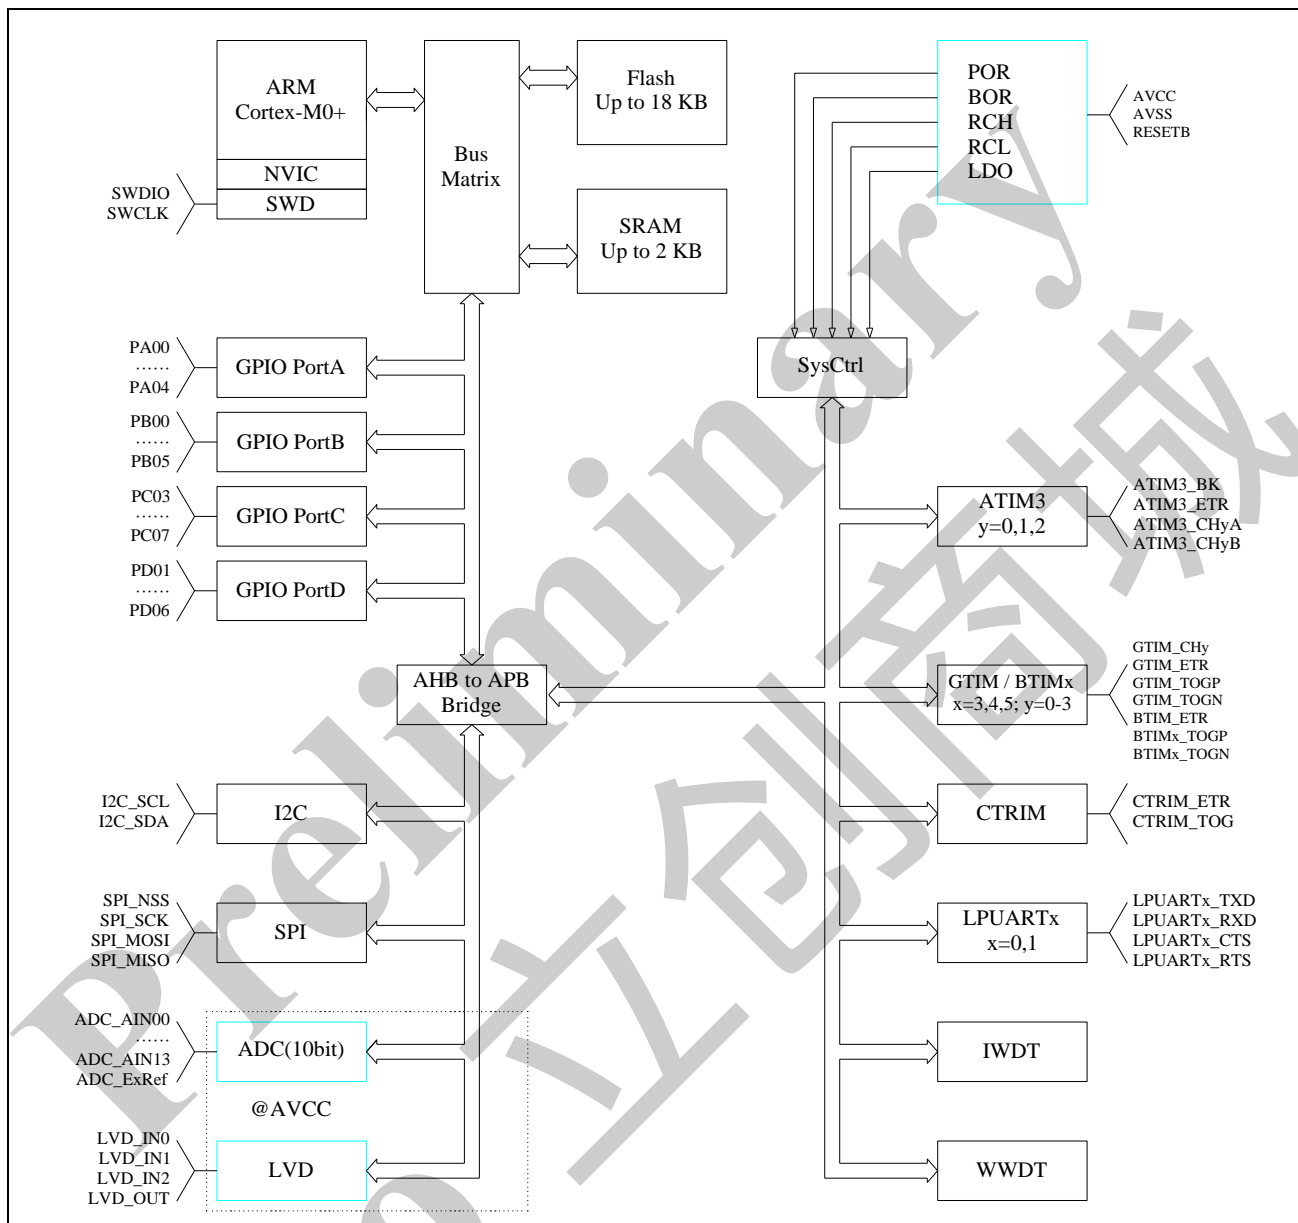 ARM
Cortex-M0+
NVIC
SWD
SWDIO
SWCLK
Bus
Matrix
Flash
Up to 18 KB
SRAM
Up to 2 KB
POR
BOR
RCH
RCL
LDO
AVCC
AVSS
RESETB
SysCtrl
PA00
......
PA04
GPIO PortA
PB00
......
PB05
GPIO PortB
PC03
......
PC07
GPIO PortC
PD01
......
PD06
GPIO PortD
AHB to APB
Bridge
ATIM3
y=0,1,2
ATIM3_BK
ATIM3_ETR
ATIM3_CHyA
ATIM3_CHyB
GTIM / BTIMx
x=3,4,5; y=0-3
GTIM_CHy
GTIM_ETR
GTIM_TOGP
GTIM_TOGN
BTIM_ETR
BTIMx_TOGP
BTIMx_TOGN
I2C_SCL
I2C_SDA
I2C
CTRIM
CTRIM_ETR
CTRIM_TOG
SPI_NSS
SPI_SCK
SPI_MOSI
SPI_MISO
SPI
LPUARTx
x=0,1
LPUARTx_TXD
LPUARTx_RXD
LPUARTx_CTS
LPUARTx_RTS
ADC_AIN00
......
ADC_AIN13
ADC_ExRef
ADC(10bit)
@AVCC
IWDT
LVD_IN0
LVD_IN1
LVD_IN2
LVD_OUT
LVD
WWDT
Preliminary
立创商城